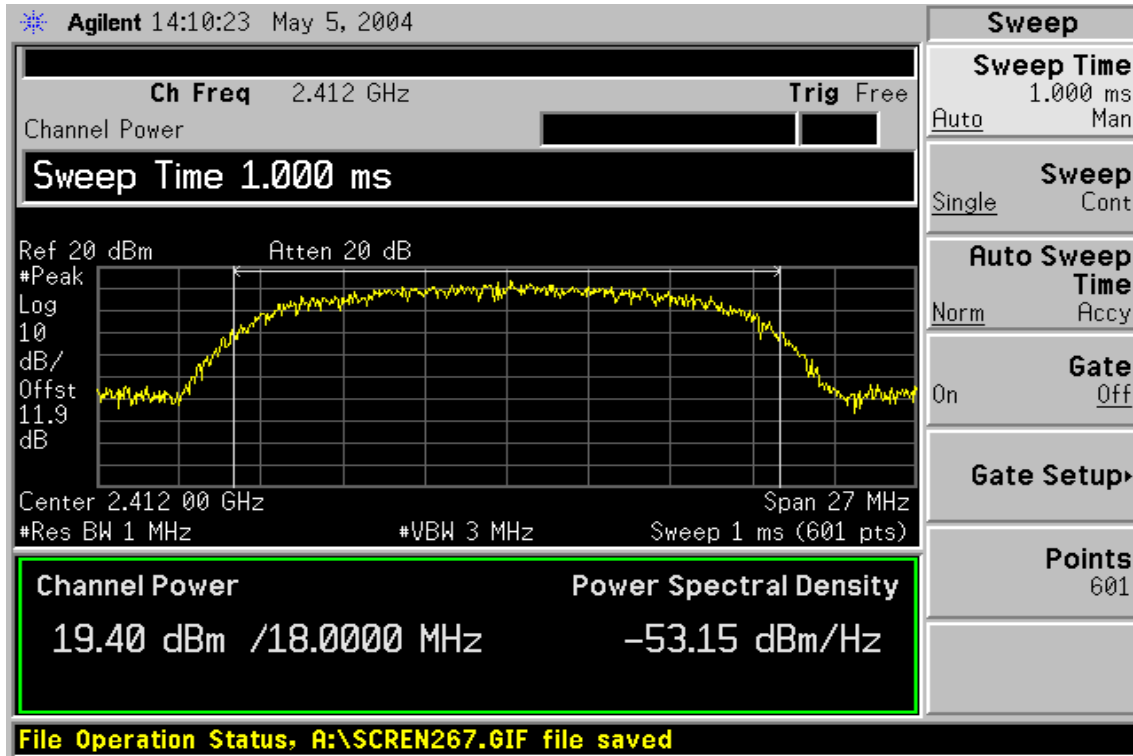 Agilent 14:10:23 May 5, 2004
Ch Freq 2.412 GHz Trig Free
Channel Power
Sweep Time 1.000 ms
Ref 20 dBm Atten 20 dB
#Peak
Log
10
dB/
Offst
11.9
dB
Center 2.412 00 GHz Span 27 MHz
#Res BW 1 MHz #VBW 3 MHz Sweep 1 ms (601 pts)
Channel Power Power Spectral Density
19.40 dBm /18.0000 MHz -53.15 dBm/Hz
File Operation Status, A:\SCREN267.GIF file saved
Sweep
Sweep Time
1.000 ms
Auto Man
Sweep
Single Cont
Auto Sweep
Time
Norm Accy
Gate
On Off
Gate Setup
Points
601